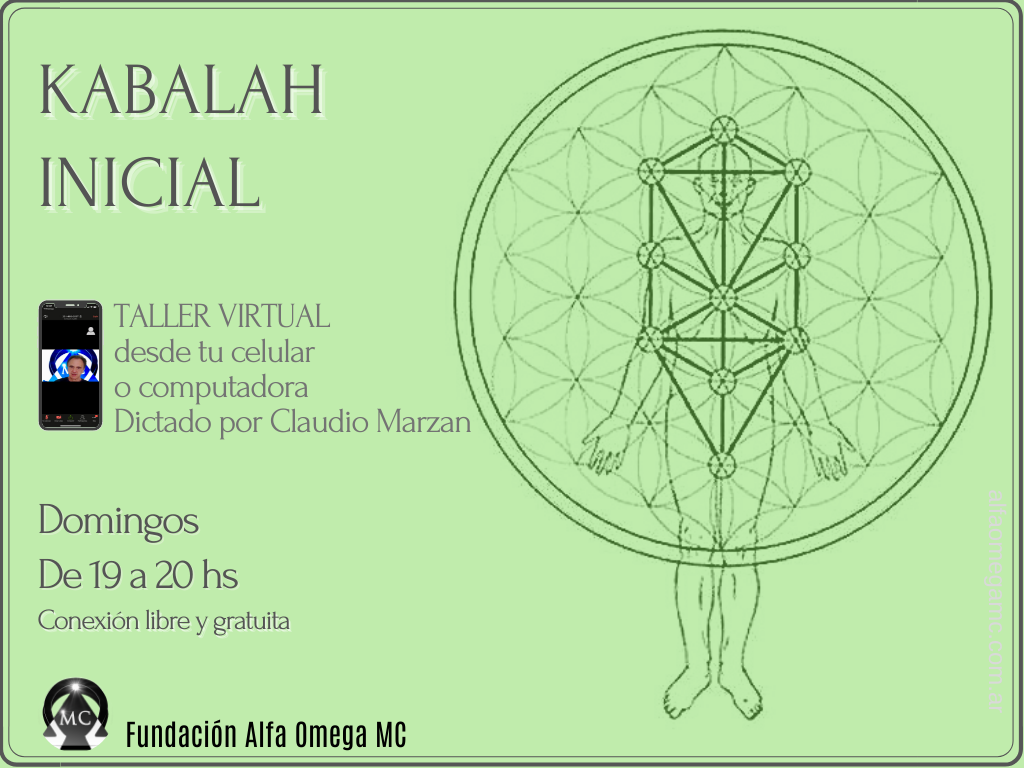 KABALAH
INICIAL
TALLER VIRTUAL
desde tu celular
o computadora
Dictado por Claudio Marzan
Domingos
De 19 a 20 hs
Conexión libre y gratuita
MC
Fundación Alfa Omega MC